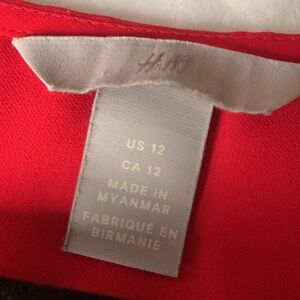 H&M
US 12
CA 12
MADE IN
MYANMAR
FABRIQUÉ EN
BIRMANIE